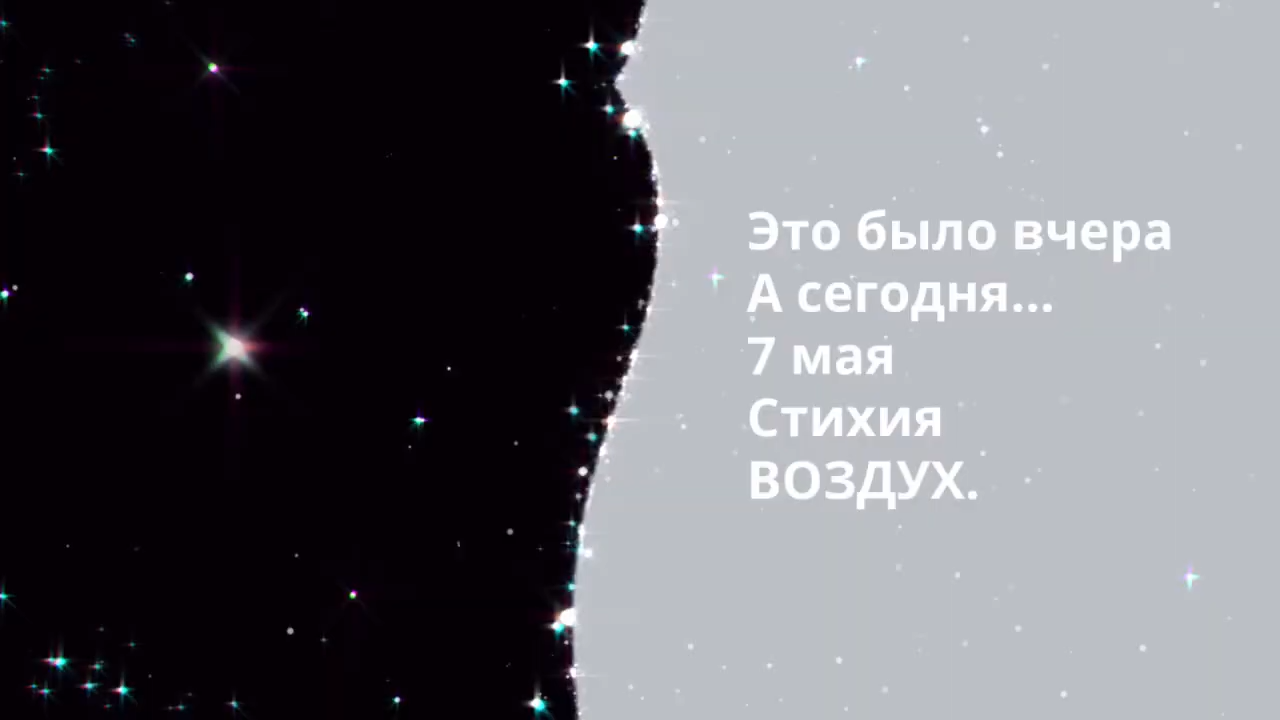 Это было вчера
А сегодня...
7 мая
Стихия
ВОЗДУХ.